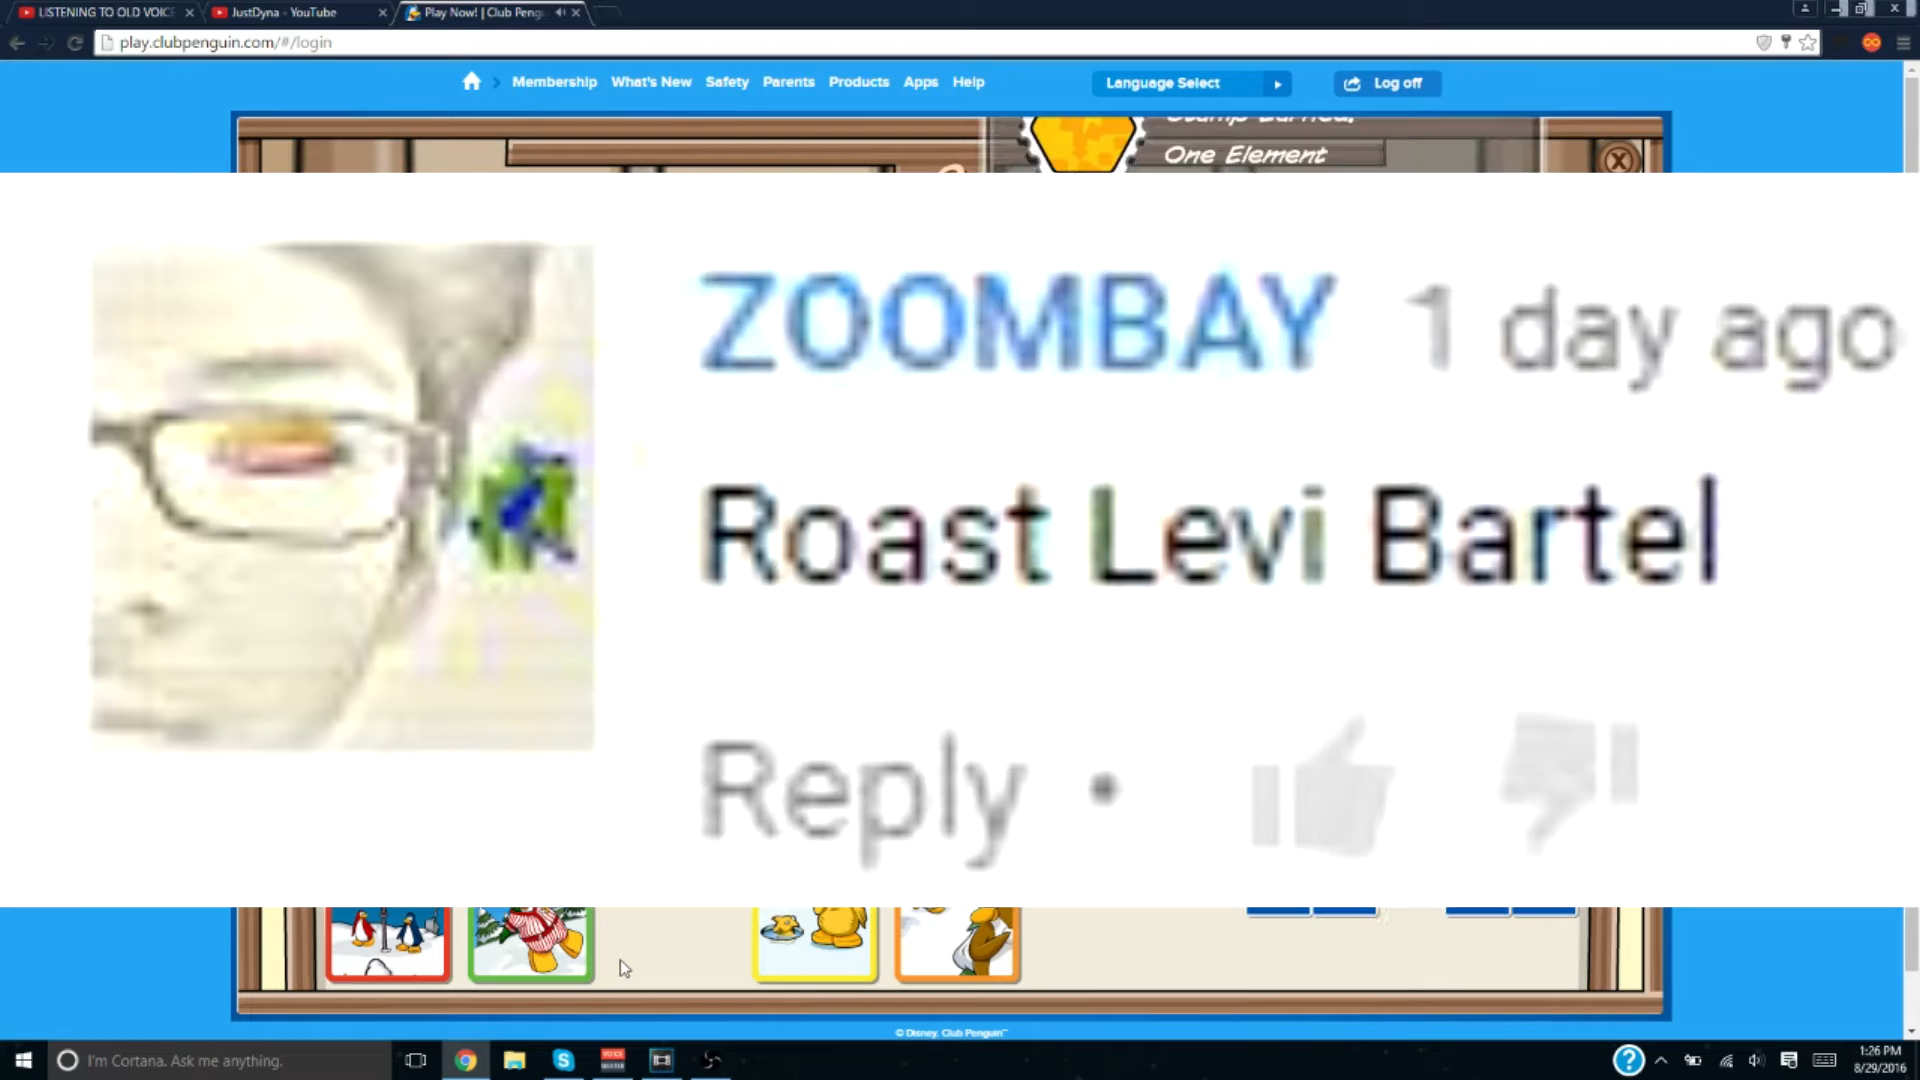 LISTENING TO OLD VOICE
JustDyna - YouTube
Play Now! | Club Peng
play.clubpenguin.com/#/login
Membership
What's New
Safety
Parents
Products
Apps
Help
Language Select
Log off
One Element
ZOOMBAY 1 day ago
Roast Levi Bartel
Reply •
© Disney. Club Penguin™
I'm Cortana. Ask me anything.
1:26 PM
8/29/2016